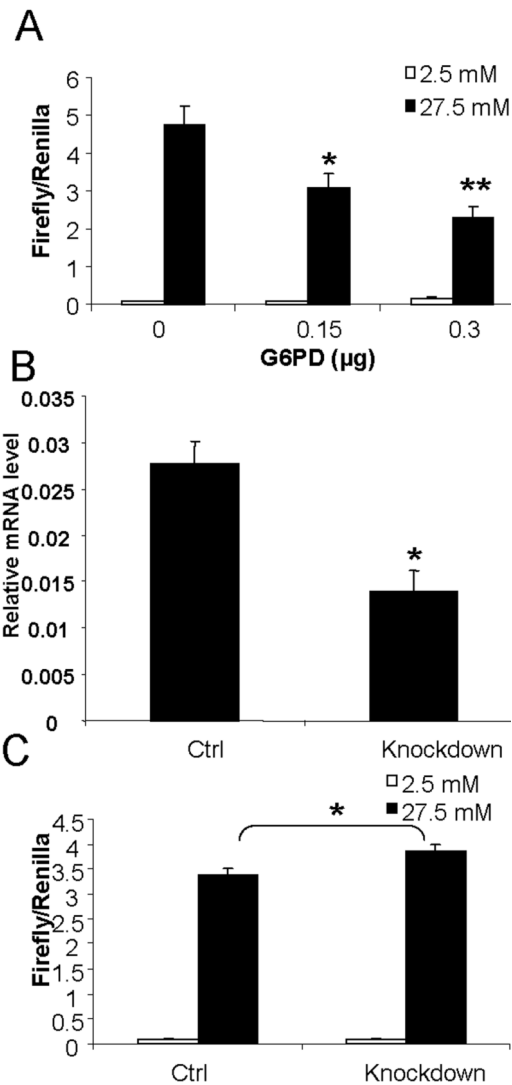 A
2.5 mM
27.5 mM
6
5
4
3
2
1
0
Firefly/Renilla
*
**
0 0.15 0.3
G6PD (µg)
B
0.035
0.03
0.025
0.02
0.015
0.01
0.005
0
Relative mRNA level
*
Ctrl Knockdown
C
2.5 mM
27.5 mM
4.5
4
3.5
3
2.5
2
1.5
1
0.5
0
Firefly/Renilla
*
Ctrl Knockdown